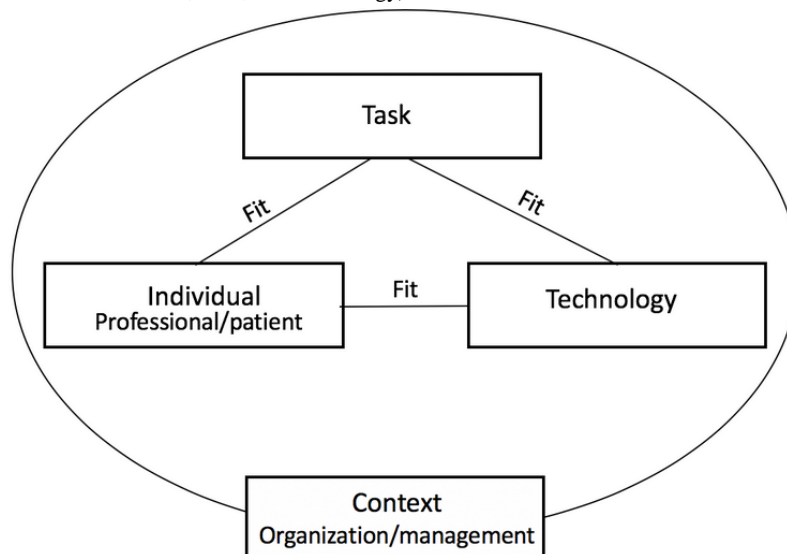 Task
Fit
Fit
Individual
Professional/patient
Fit
Technology
Context
Organization/management